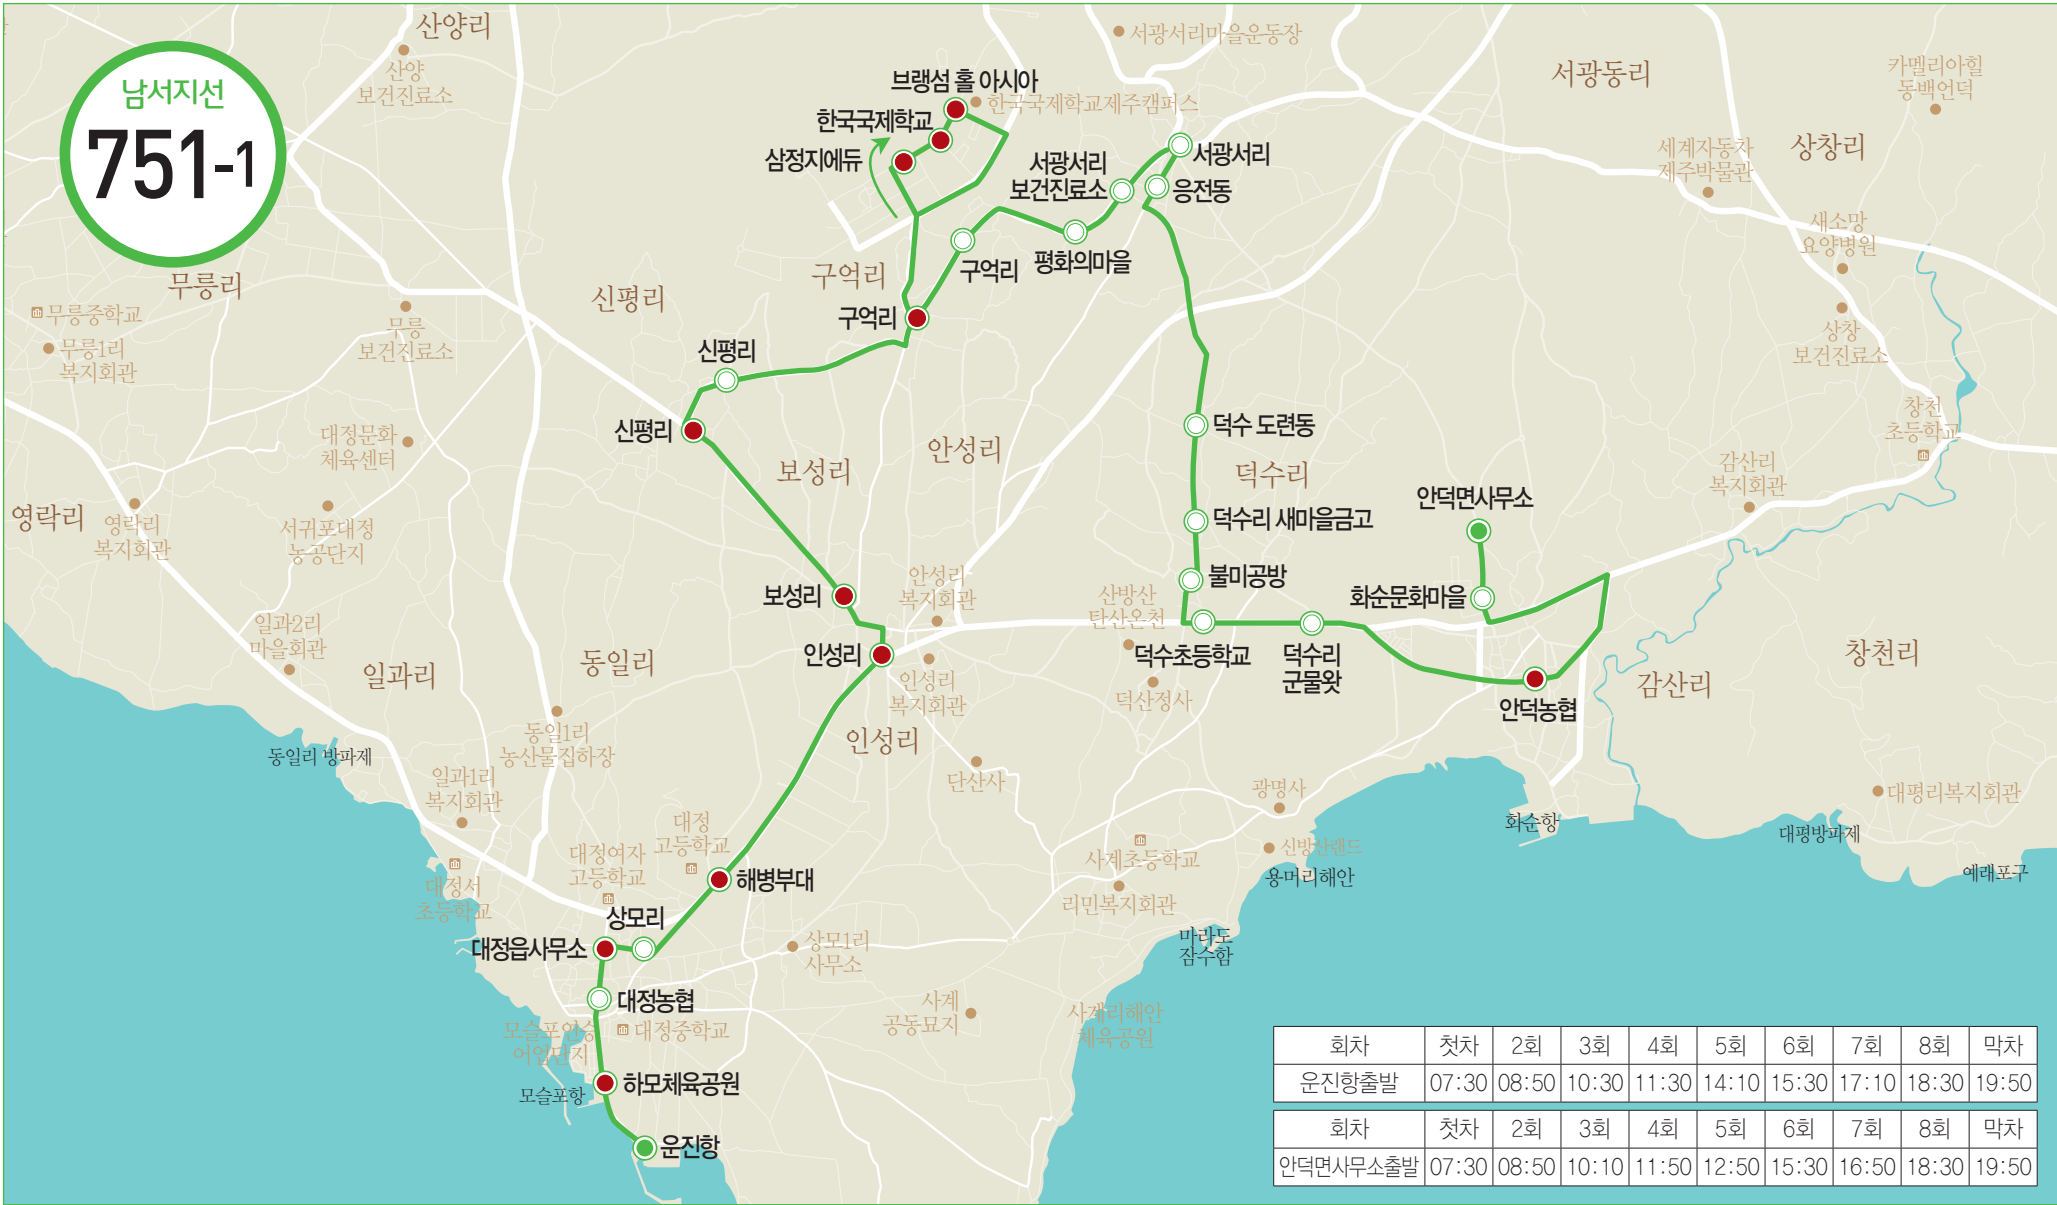 남서지선
751-1
산양리
산양
보건진료소
서광서리마을운동장
서광동리
카멜리아힐
동백언덕
브랭섬 홀 아시아
한국국제학교제주캠퍼스
한국국제학교
삼정지에듀
서광서리
보건진료소
서광서리
응전동
세계자동차
제주박물관
상창리
새소망
요양병원
무릉리
무릉중학교
무릉1리
복지회관
무릉
보건진료소
신평리
구억리
구억리
평화의마을
구억리
신평리
상창
보건진료소
신평리
대정문화
체육센터
보성리
안성리
덕수 도련동
덕수리
창천
초등학교
감산리
복지회관
영락리
영락리
복지회관
서귀포대정
농공단지
안덕면사무소
덕수리 새마을금고
불미공방
화순문화마을
보성리
안성리
복지회관
산방산
탄산온천
일과2리
마을회관
일과리
동일리
인성리
인성리
복지회관
덕수초등학교
덕수리
군물왓
덕산정사
안덕농협
감산리
창천리
동일1리
농산물집하장
인성리
단산사
동일리 방파제
일과1리
복지회관
광명사
화순항
대평리복지회관
대평방파제
예래포구
대정
고등학교
대정여자
고등학교
해병부대
사계초등학교
신방산랜드
용머리해안
리민복지회관
대정서
초등학교
상모리
대정읍사무소
상모1리
사무소
마라도
잠수함
대정농협
대정중학교
모슬포연승
어업단지
사계
공동묘지
사계리해안
체육공원
모슬포항
하모체육공원
운진항
회차 첫차 2회 3회 4회 5회 6회 7회 8회 막차
운진항출발 07:30 08:50 10:30 11:30 14:10 15:30 17:10 18:30 19:50
회차 첫차 2회 3회 4회 5회 6회 7회 8회 막차
안덕면사무소출발 07:30 08:50 10:10 11:50 12:50 15:30 16:50 18:30 19:50